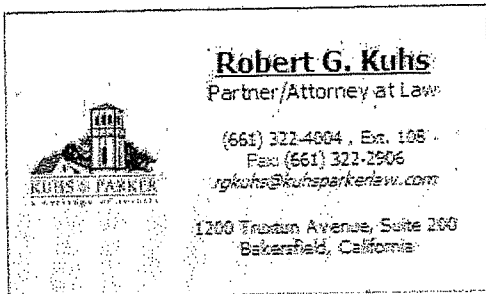 Robert G. Kuhs
Partner/Attorney at Law
(661) 322-4004 , Ext. 108
Fax: (661) 322-2906
rgkuhs@kuhsparkerlaw.com
KUHS & PARKER
1200 Truxtun Avenue, Suite 200
Bakersfield, California